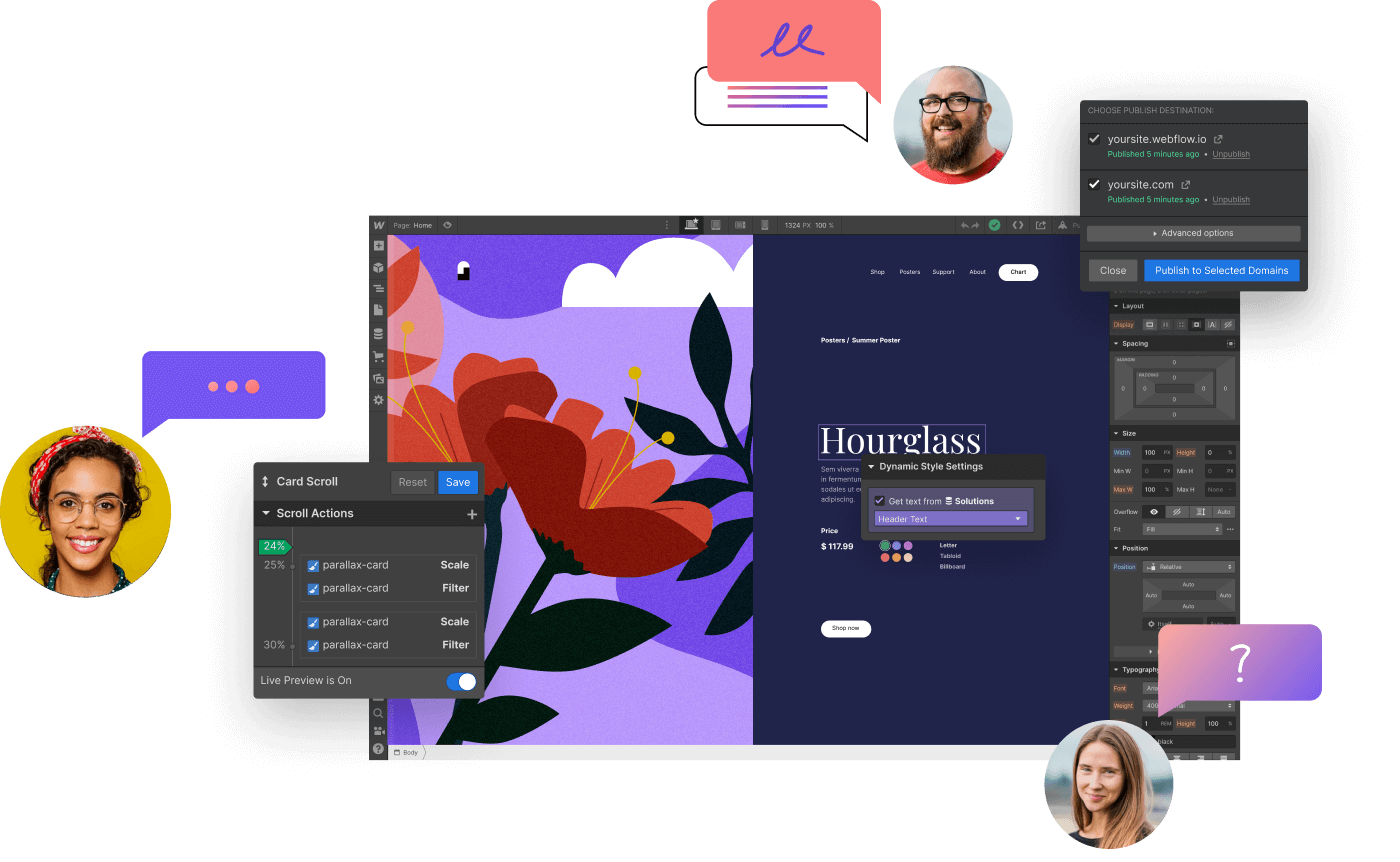 CHOOSE PUBLISH DESTINATION:
yoursite.webflow.io
Published 5 minutes ago • Unpublish
yoursite.com
Published 5 minutes ago • Unpublish
Advanced options
Close Publish to Selected Domains
W Page: Home 1324 PX 100 %
Shop Posters Support About Chart
Posters / Summer Poster
Hourglass
Sem viverra
in fermentum
sodales ut
adipiscing.
Dynamic Style Settings
Get text from Solutions
Header Text
Price
$ 117.99
Letter
Tabloid
Billboard
Shop now
Card Scroll Reset Save
Scroll Actions +
24%
25% parallax-card Scale
parallax-card Filter
parallax-card Scale
30% parallax-card Filter
Live Preview is On
Body
Layout
Display
Spacing
MARGIN 0
PADDING 0
0 0 0 0
0
0
Size
Width 100 PX Height 0 %
Min W 0 PX Min H 0 PX
Max W 100 % Max H None -
Overflow Auto
Fit Fill
Position
Position Relative
Auto
Auto Auto
Auto
?
Typography
Font
Weight 400
1 REM Height 100 %
black